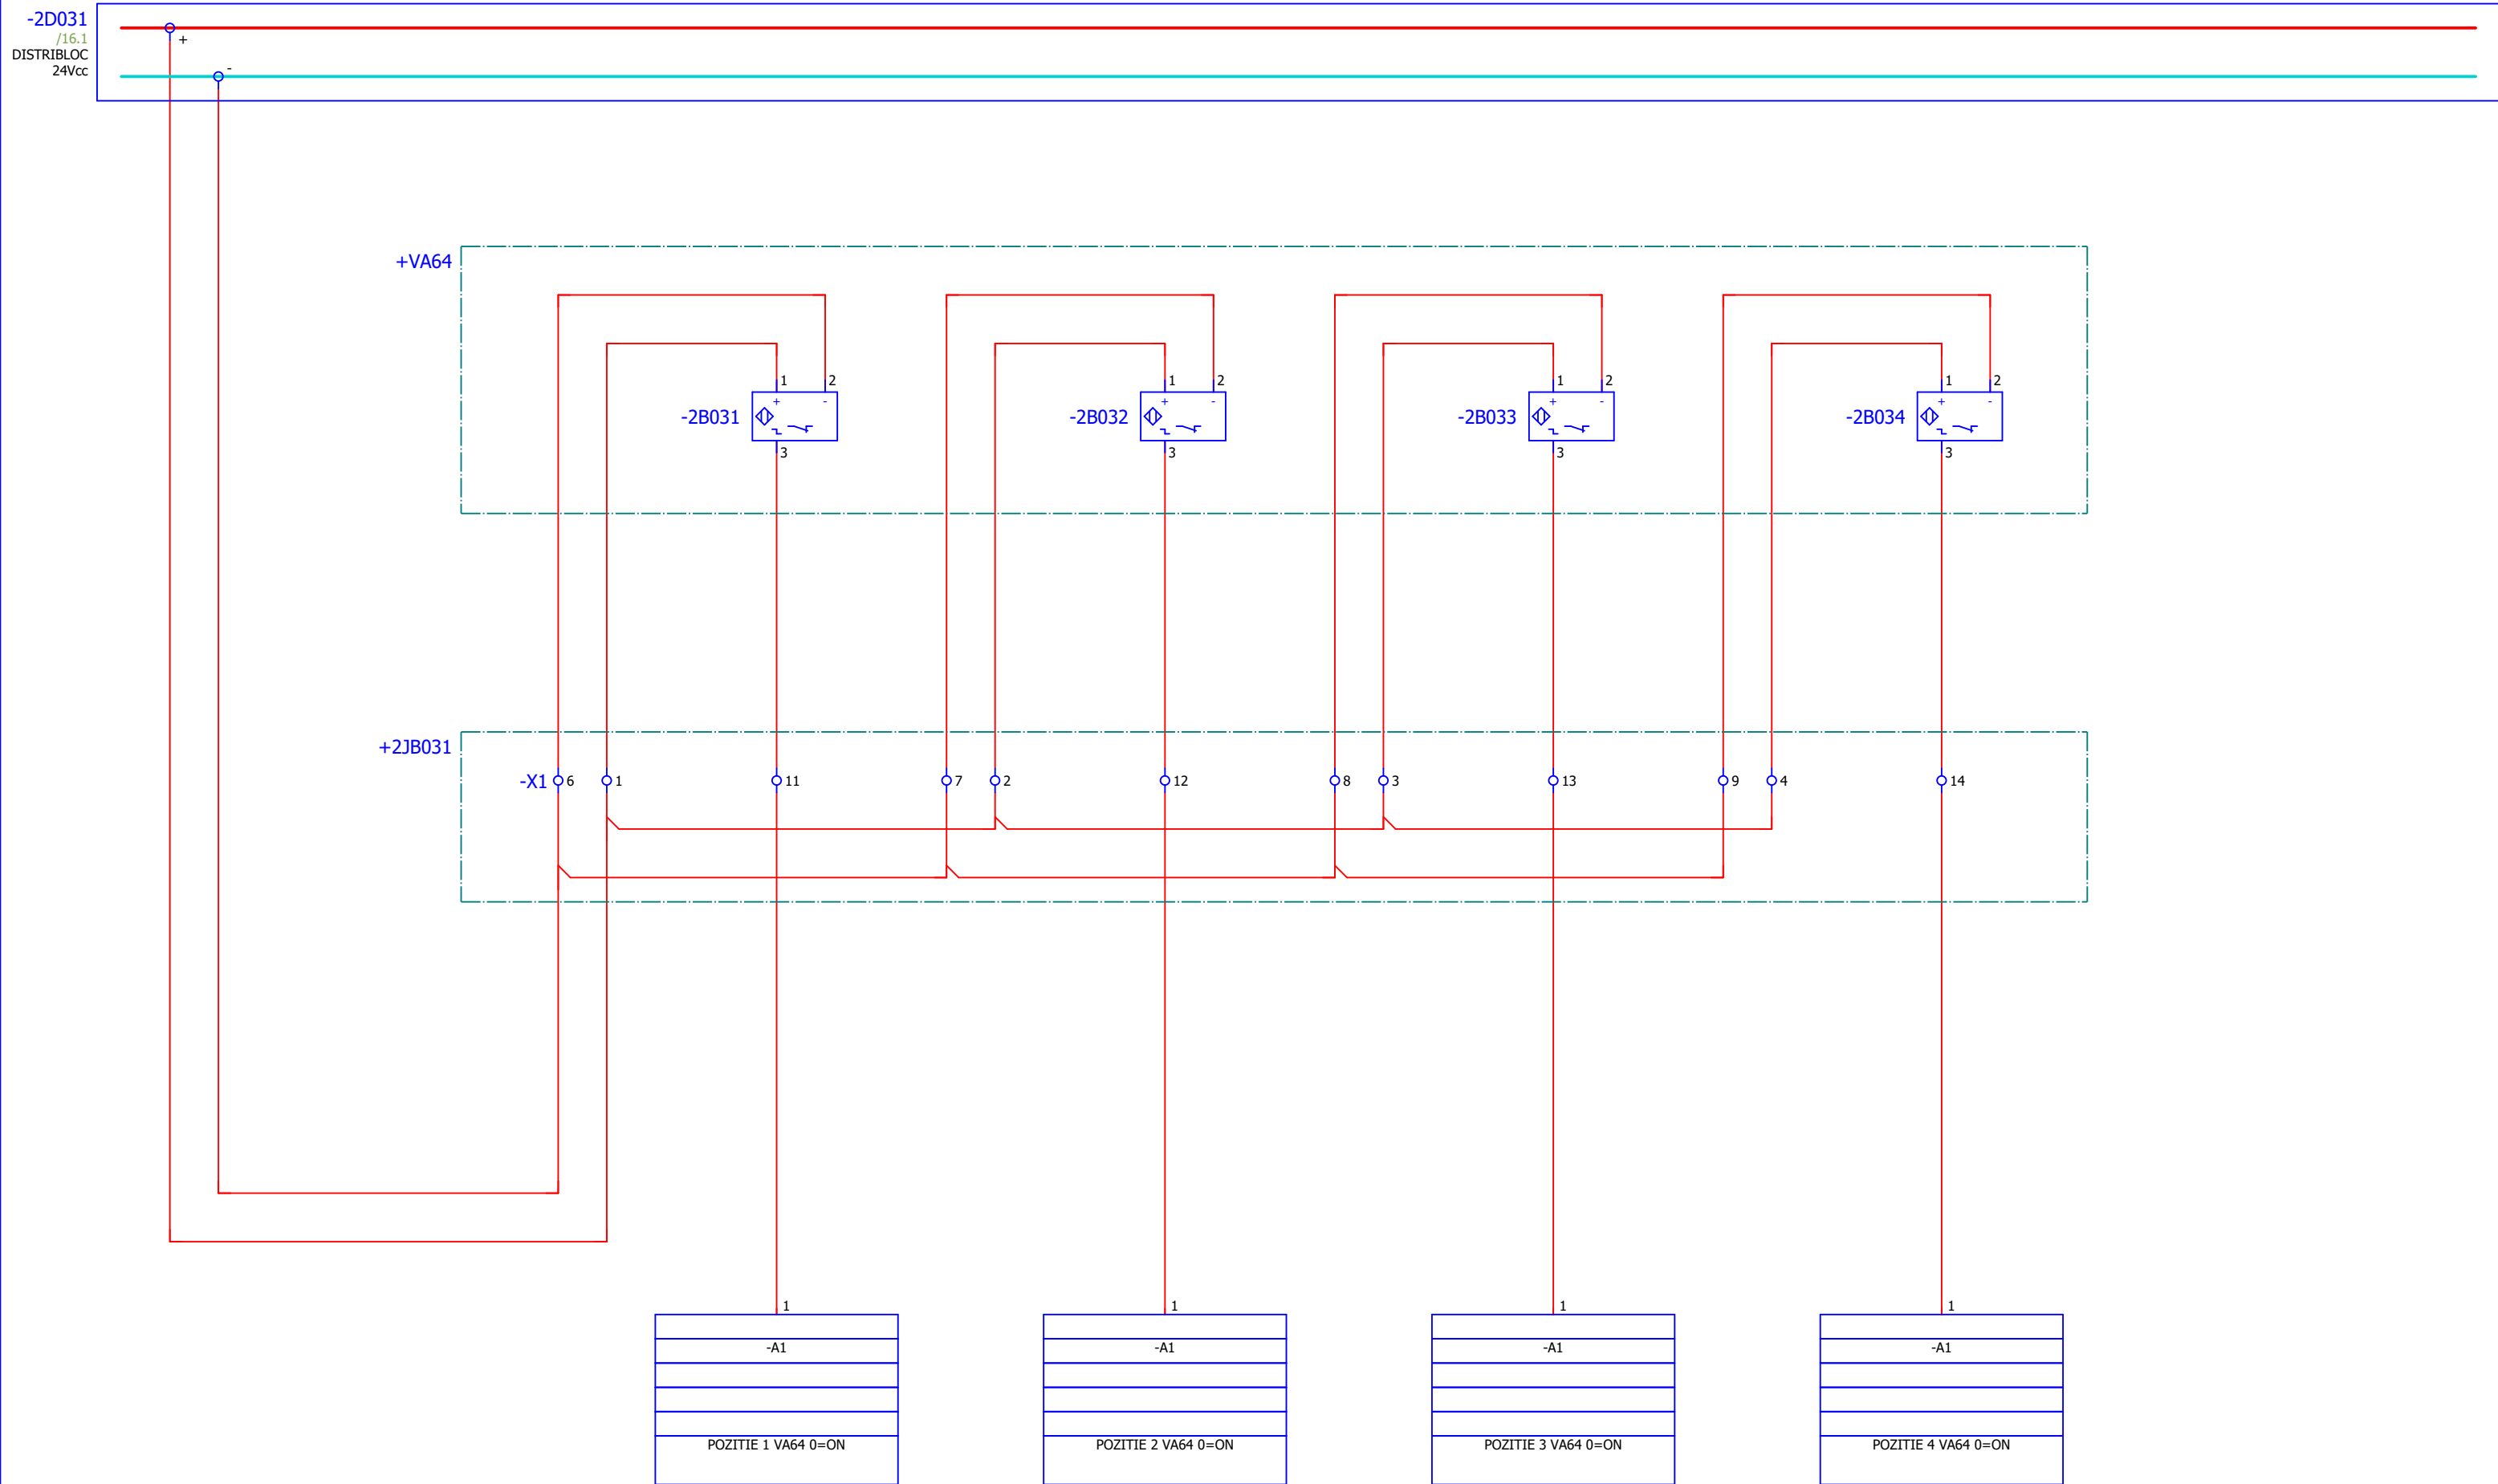 -2D031
/16.1
DISTRIBLOC
24Vcc
+
-
+VA64
1 2 1 2 1 2 1 2
+ - + - + - + -
-2B031 -2B032 -2B033 -2B034
3 3 3 3
+2JB031
-X1 6 1 11 7 2 12 8 3 13 9 4 14
1 1 1 1
-A1 -A1 -A1 -A1
POZITIE 1 VA64 0=ON POZITIE 2 VA64 0=ON POZITIE 3 VA64 0=ON POZITIE 4 VA64 0=ON